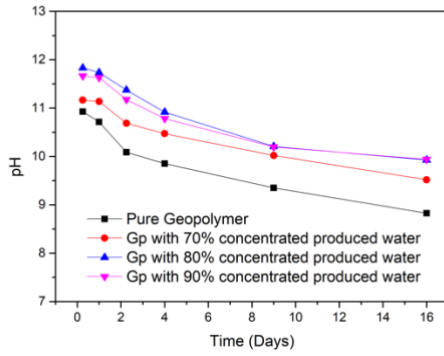 12
11
10
9
8
7
13
pH
Pure Geopolymer
Gp with 70% concentrated produced water
Gp with 80% concentrated produced water
Gp with 90% concentrated produced water
0 2 4 6 8 10 12 14 16
Time (Days)